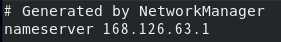 # Generated by NetworkManager
nameserver 168.126.63.1